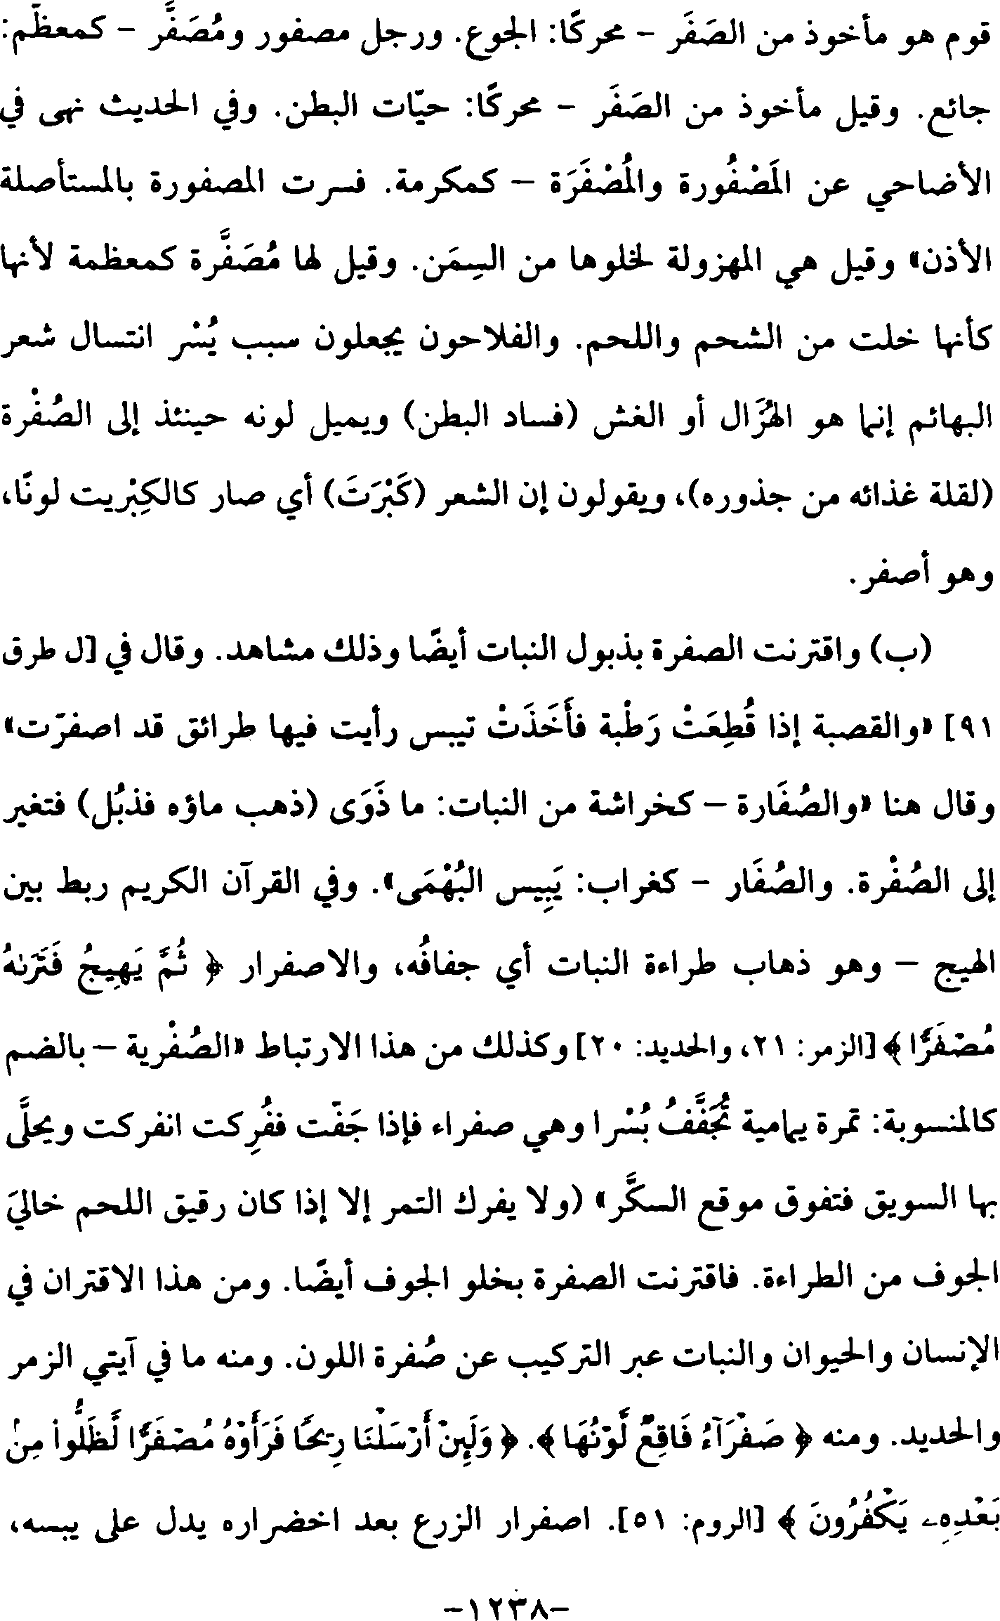 قوم هو مأخوذ من الصَفَر – محركًا: الجوع. ورجل مصفور ومُصَفَّر – كمعظّم:
جائع. وقيل مأخوذ من الصَفَر – محركًا: حيّات البطن. وفي الحديث نهى في
الأضاحي عن المَصْفُورة والمُصْفَرَة – كمكرمة. فسرت المصفورة بالمستأصلة
الأذن» وقيل هي المهزولة لخلوها من السِمَن. وقيل لها مُصَفَّرة كمعظمة لأنها
كأنها خلت من الشحم واللحم. والفلاحون يجعلون سبب يُسْر انتسال شعر
البهائم إنما هو الهُزَال أو الغش (فساد البطن) ويميل لونه حينئذ إلى الصُفْرة
(لقلة غذائه من جذوره)، ويقولون إن الشعر (كَبْرَتَ) أي صار كالكِبْريت لونًا،
وهو أصفر.
(ب) واقترنت الصفرة بذبول النبات أيضًا وذلك مشاهد. وقال في [ل طرق
٩١] «والقصبة إذا قُطِعَتْ رَطْبة فأَخَذَتْ تيبس رأيت فيها طرائق قد اصفرّت»
وقال هنا «والصُفَارة – كخراشة من النبات: ما ذَوَى (ذهب ماؤه فذبُل) فتغير
إلى الصُفْرة. والصُفَار – كغراب: يَبِيس البُهْمَى». وفي القرآن الكريم ربط بين
الهيج – وهو ذهاب طراءة النبات أي جفافُه، والاصفرار ﴿ ثُمَّ يَهِيجُ فَتَرَىٰهُ
مُصْفَرًّا ﴾ [الزمر: ٢١، والحديد: ٢٠] وكذلك من هذا الارتباط «الصُفْرية – بالضم
كالمنسوبة: تمرة يمامية تُجَفَّفُ بُسْرا وهي صفراء فإذا جَفّت ففُرِكت انفركت ويحلَّى
بها السويق فتفوق موقع السكَّر» (ولا يفرك التمر إلا إذا كان رقيق اللحم خاليَ
الجوف من الطراءة. فاقترنت الصفرة بخلو الجوف أيضًا. ومن هذا الاقتران في
الإنسان والحيوان والنبات عبر التركيب عن صُفرة اللون. ومنه ما في آيتي الزمر
والحديد. ومنه ﴿ صَفْرَآءُ فَاقِعٌ لَّوْنُهَا ﴾. ﴿ وَلَئِنْ أَرْسَلْنَا رِيحًا فَرَأَوْهُ مُصْفَرًّا لَّظَلُّوا۟ مِنۢ
بَعْدِهِۦ يَكْفُرُونَ ﴾ [الروم: ٥١]. اصفرار الزرع بعد اخضراره يدل على يبسه،
-١٢٣٨-